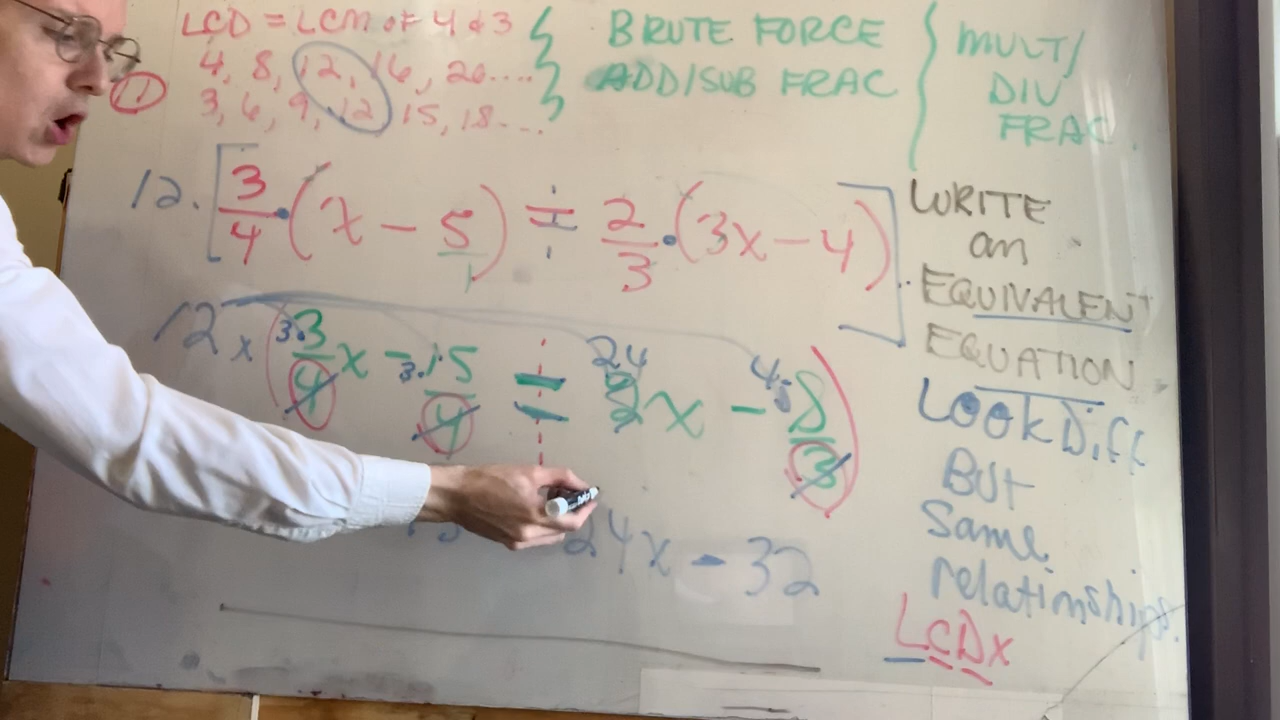 LCD = LCM OF 4 & 3
4, 8, 12, 16, 20....
① 3, 6, 9, 12, 15, 18....
BRUTE FORCE
ADD/SUB FRAC
MULT/
DIV
FRAC
12·[3/4·(x − 5/1) = 2/3·(3x − 4)]
12 x (3·3/4 x − 3·15/4 = 24 x − 4·8/3)
24x − 32
WRITE
an
EQUIVALENT
EQUATION
Look Diff
BUT
Same
relationships.
LCDx